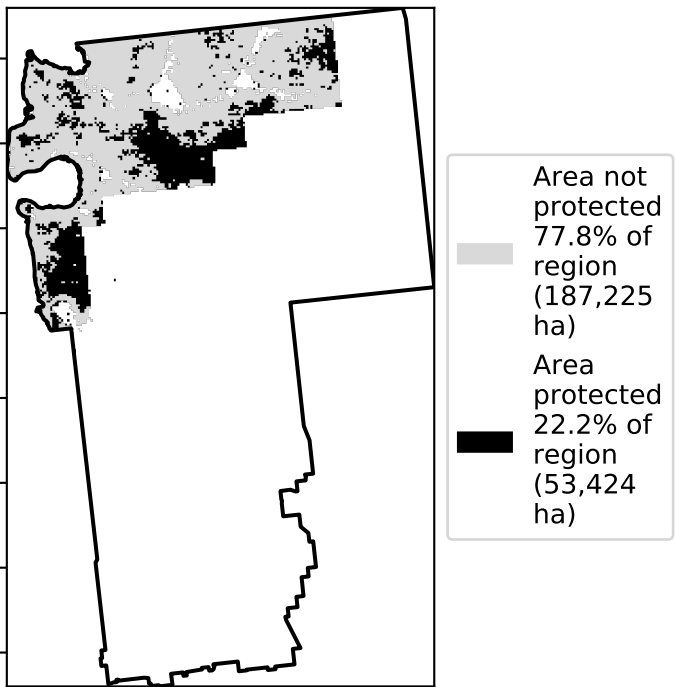 Area not
protected
77.8% of
region
(187,225
ha)
Area
protected
22.2% of
region
(53,424
ha)